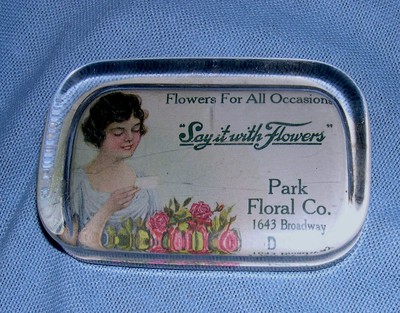 Flowers For All Occasions
"Say it with Flowers"
Park
Floral Co.
1643 Broadway
D